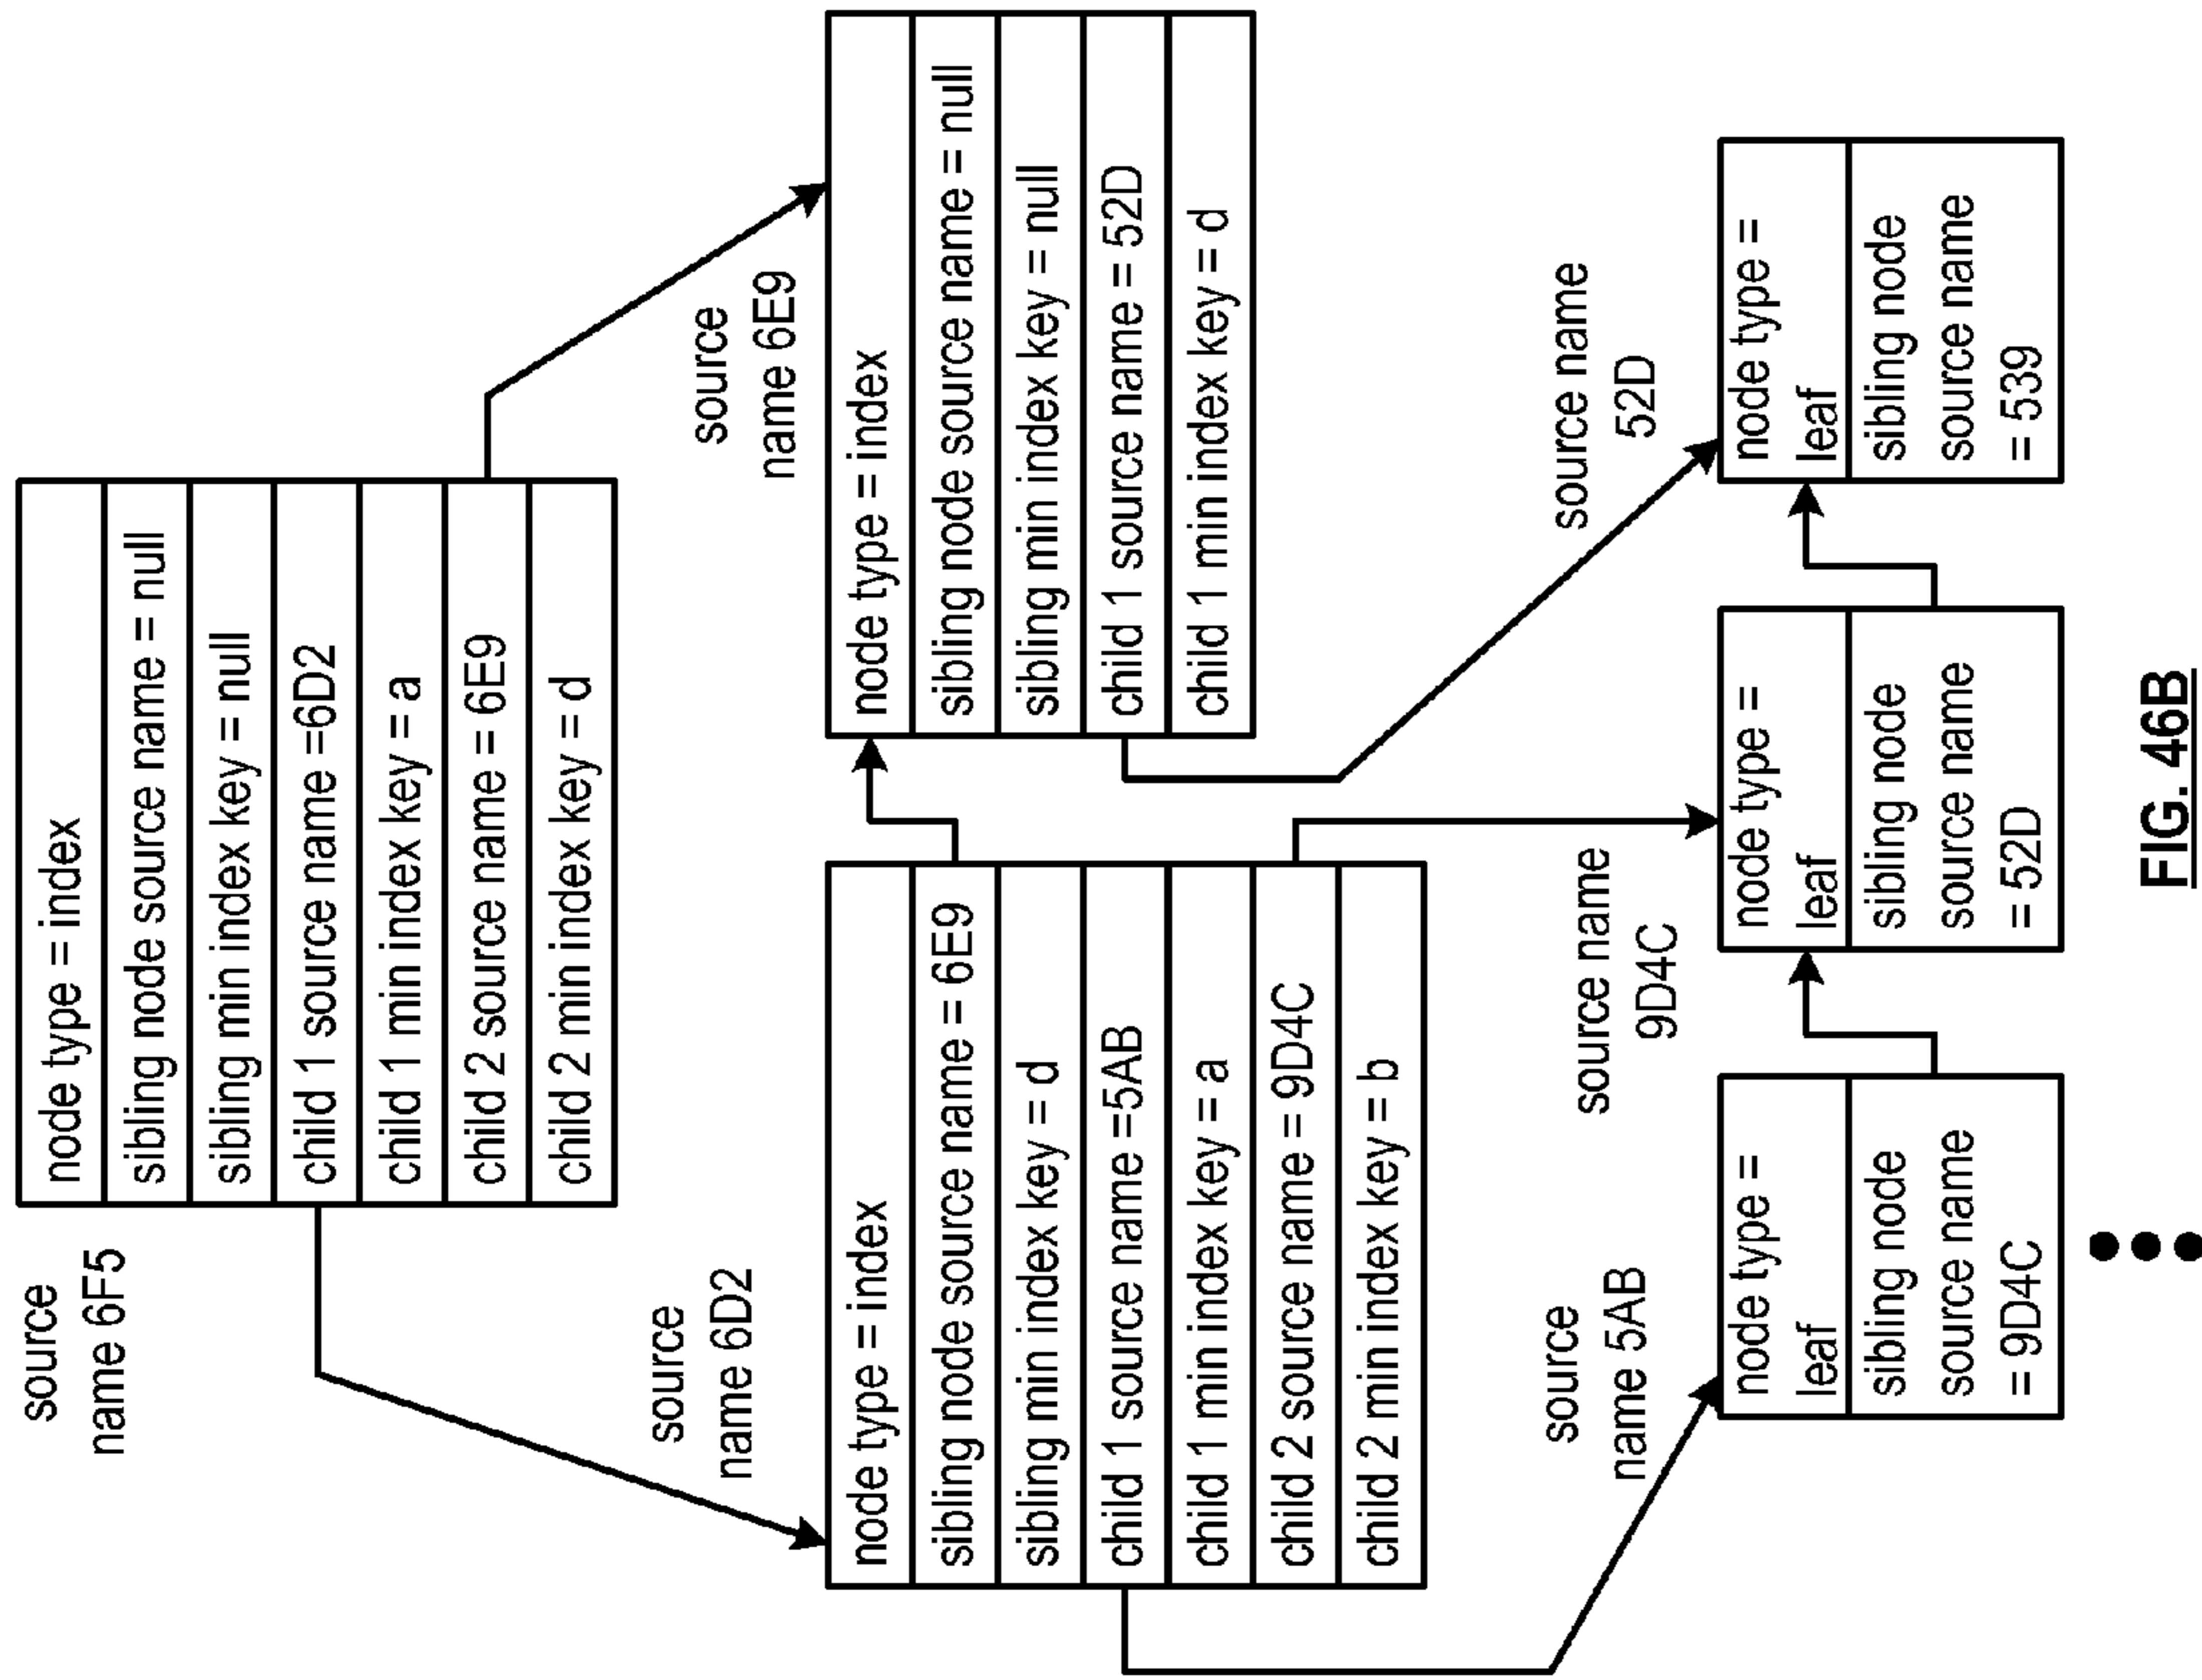 source
name 6F5
node type = index
sibling node source name = null
sibling min index key = null
child 1 source name =6D2
child 1 min index key = a
child 2 source name = 6E9
child 2 min index key = d
source
name 6D2
node type = index
sibling node source name = 6E9
sibling min index key = d
child 1 source name =5AB
child 1 min index key = a
child 2 source name = 9D4C
child 2 min index key = b
source
name 6E9
node type = index
sibling node source name = null
sibling min index key = null
child 1 source name = 52D
child 1 min index key = d
source
name 5AB
node type =
leaf
sibling node
source name
= 9D4C
source name
9D4C
node type =
leaf
sibling node
source name
= 52D
source name
52D
node type =
leaf
sibling node
source name
= 539
FIG. 46B